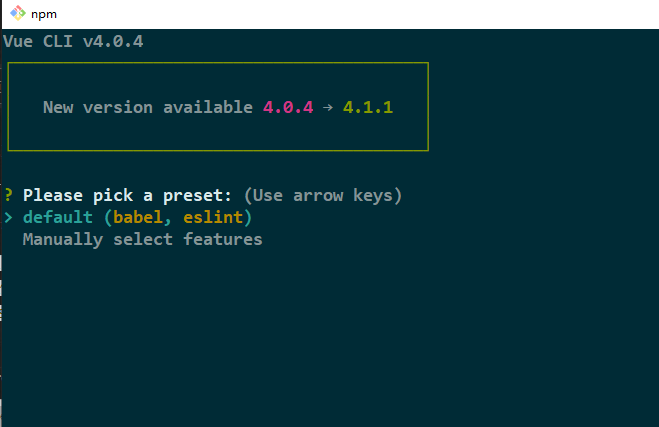 npm
Vue CLI v4.0.4
New version available 4.0.4 → 4.1.1
? Please pick a preset: (Use arrow keys)
> default (babel, eslint)
Manually select features